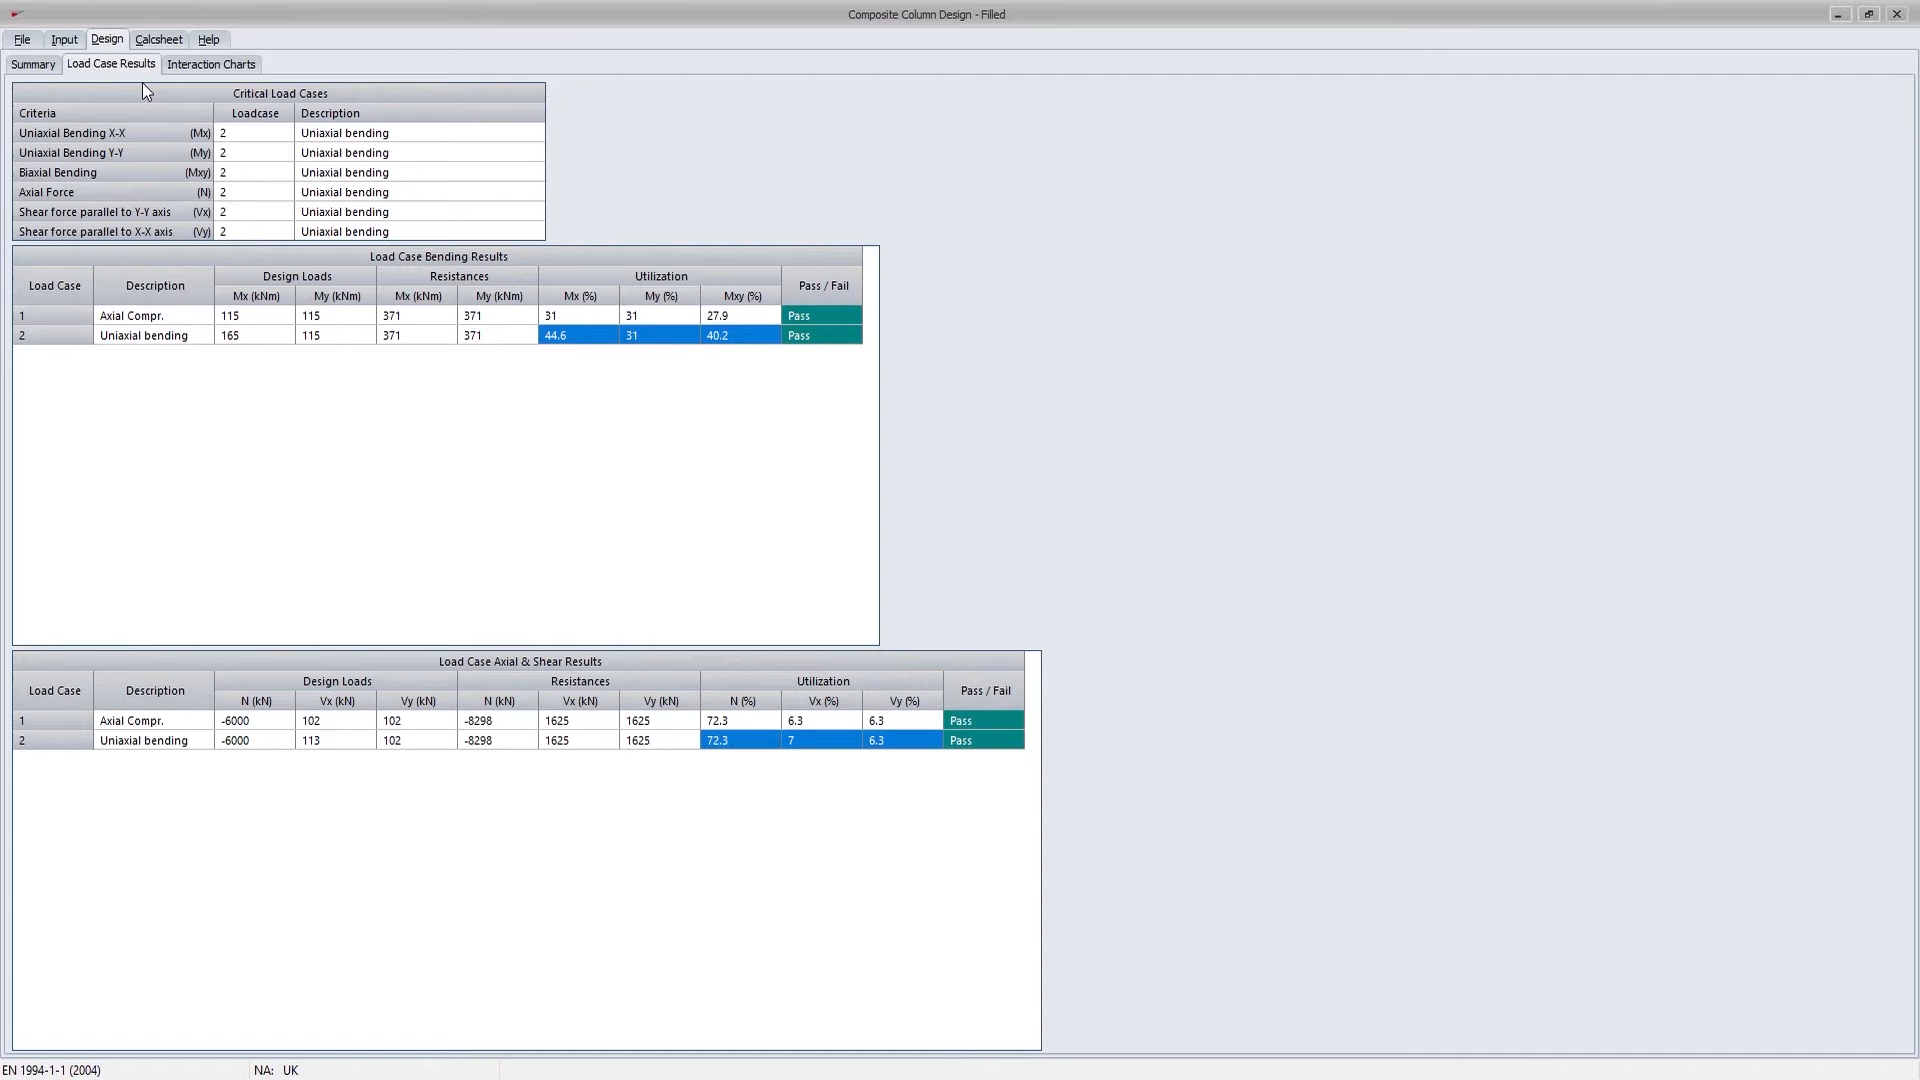 Composite Column Design - Filled
File Input Design Calcsheet Help
Summary Load Case Results Interaction Charts
Critical Load Cases
Criteria Loadcase Description
Uniaxial Bending X-X (Mx) 2 Uniaxial bending
Uniaxial Bending Y-Y (My) 2 Uniaxial bending
Biaxial Bending (Mxy) 2 Uniaxial bending
Axial Force (N) 2 Uniaxial bending
Shear force parallel to Y-Y axis (Vx) 2 Uniaxial bending
Shear force parallel to X-X axis (Vy) 2 Uniaxial bending
Load Case Bending Results
Load Case Description Design Loads Resistances Utilization Pass / Fail
Mx (kNm) My (kNm) Mx (kNm) My (kNm) Mx (%) My (%) Mxy (%)
1 Axial Compr. 115 115 371 371 31 31 27.9 Pass
2 Uniaxial bending 165 115 371 371 44.6 31 40.2 Pass
Load Case Axial & Shear Results
Load Case Description Design Loads Resistances Utilization Pass / Fail
N (kN) Vx (kN) Vy (kN) N (kN) Vx (kN) Vy (kN) N (%) Vx (%) Vy (%)
1 Axial Compr. -6000 102 102 -8298 1625 1625 72.3 6.3 6.3 Pass
2 Uniaxial bending -6000 113 102 -8298 1625 1625 72.3 7 6.3 Pass
EN 1994-1-1 (2004) NA: UK